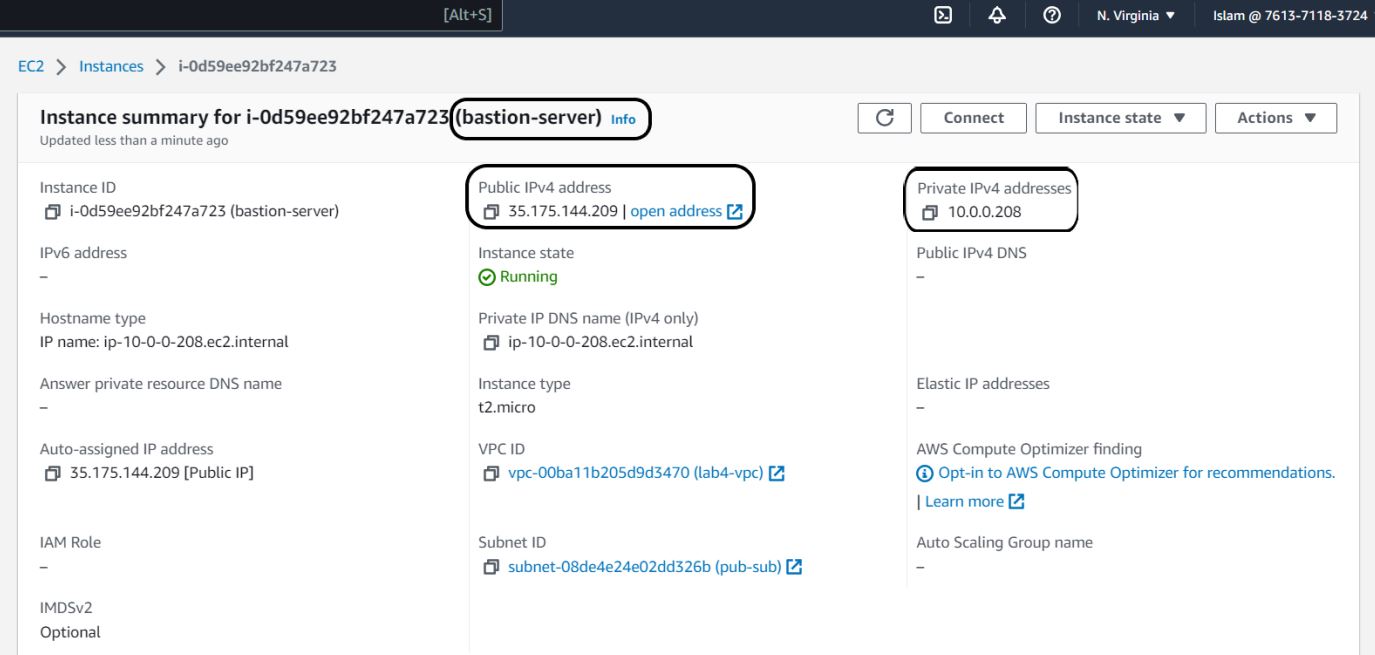 [Alt+S]
N. Virginia ▼
Islam @ 7613-7118-3724
EC2 > Instances > i-0d59ee92bf247a723
Instance summary for i-0d59ee92bf247a723 (bastion-server) Info
Updated less than a minute ago
Connect
Instance state ▼
Actions ▼
Instance ID
i-0d59ee92bf247a723 (bastion-server)
Public IPv4 address
35.175.144.209 | open address
Private IPv4 addresses
10.0.0.208
IPv6 address
–
Instance state
Running
Public IPv4 DNS
–
Hostname type
IP name: ip-10-0-0-208.ec2.internal
Private IP DNS name (IPv4 only)
ip-10-0-0-208.ec2.internal
Answer private resource DNS name
–
Instance type
t2.micro
Elastic IP addresses
–
Auto-assigned IP address
35.175.144.209 [Public IP]
VPC ID
vpc-00ba11b205d9d3470 (lab4-vpc)
AWS Compute Optimizer finding
Opt-in to AWS Compute Optimizer for recommendations.
| Learn more
IAM Role
–
Subnet ID
subnet-08de4e24e02dd326b (pub-sub)
Auto Scaling Group name
–
IMDSv2
Optional